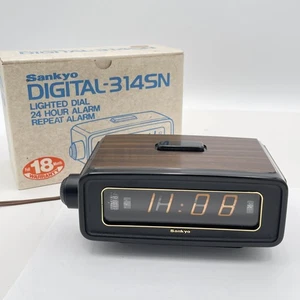 Sankyo
DIGITAL-314SN
LIGHTED DIAL
24 HOUR ALARM
REPEAT ALARM
18
WARRANTY
11:08
Sankyo